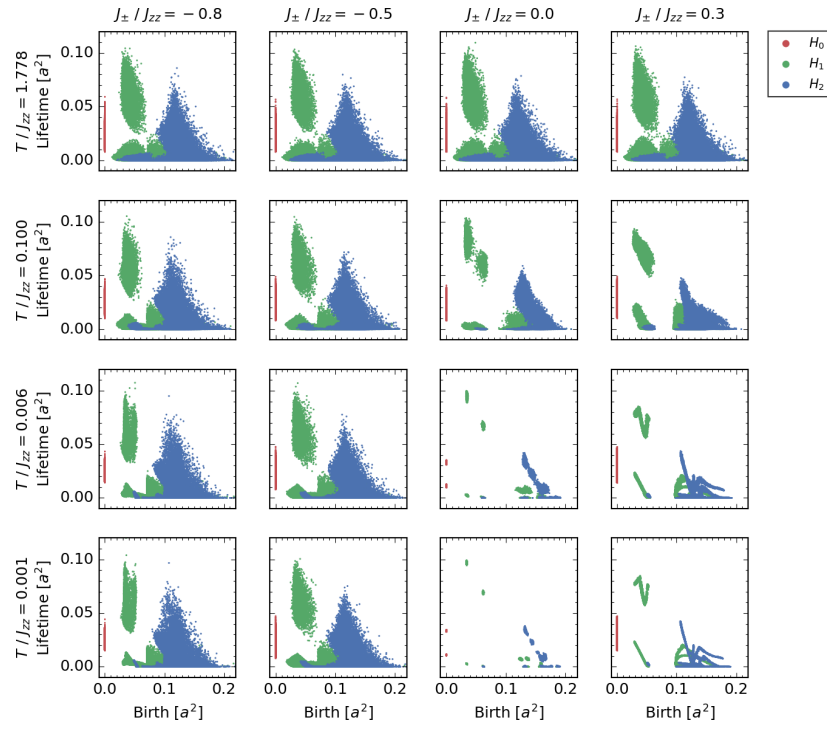 J± / Jzz = −0.8 J± / Jzz = −0.5 J± / Jzz = 0.0 J± / Jzz = 0.3
H0
H1
H2
T / Jzz = 1.778
Lifetime [a²]
0.10
0.05
0.00
T / Jzz = 0.100
Lifetime [a²]
0.10
0.05
0.00
T / Jzz = 0.006
Lifetime [a²]
0.10
0.05
0.00
T / Jzz = 0.001
Lifetime [a²]
0.10
0.05
0.00
0.0 0.1 0.2 0.0 0.1 0.2 0.0 0.1 0.2 0.0 0.1 0.2
Birth [a²] Birth [a²] Birth [a²] Birth [a²]